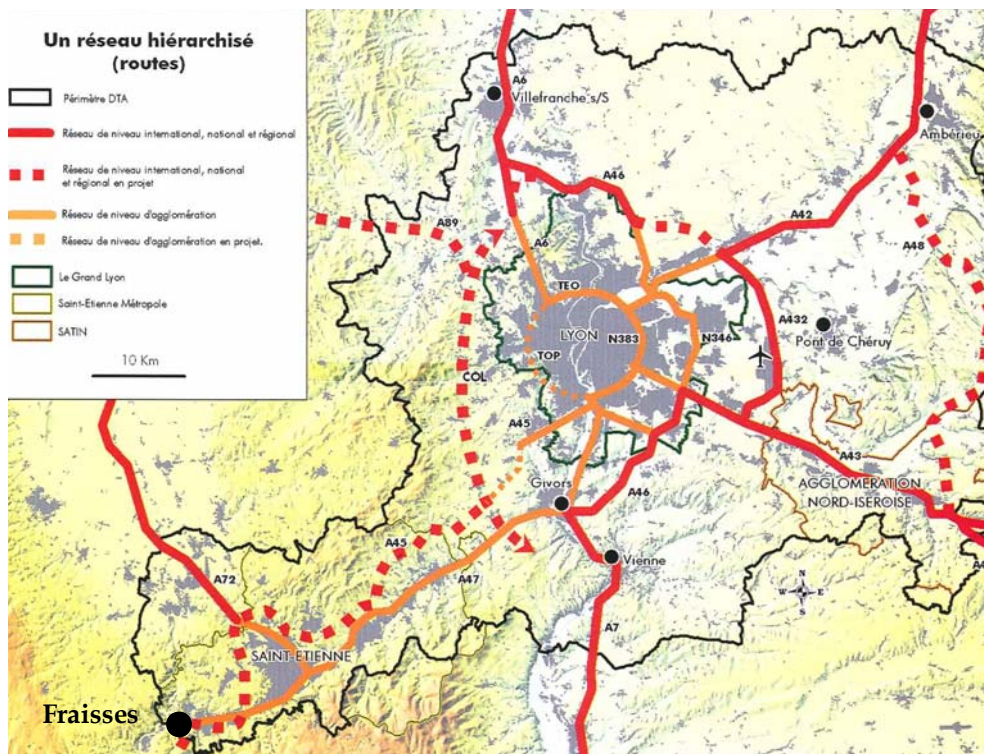 Un réseau hiérarchisé
(routes)
Périmètre DTA
Réseau de niveau international, national et régional
Réseau de niveau international, national
et régional en projet
Réseau de niveau d'agglomération
Réseau de niveau d'agglomération en projet.
Le Grand Lyon
Saint-Etienne Métropole
SATIN
10 Km
A6
Villefranche s/S
Ambérieu
A46
A89
A42
A6
A48
TEO
A432
LYON
N383
N346
Pont de Chéruy
TOP
COL
A45
A43
Givors
A46
AGGLOMERATION
NORD-ISEROISE
A45
Vienne
A47
A72
N
W E
S
A7
SAINT-ETIENNE
Fraisses